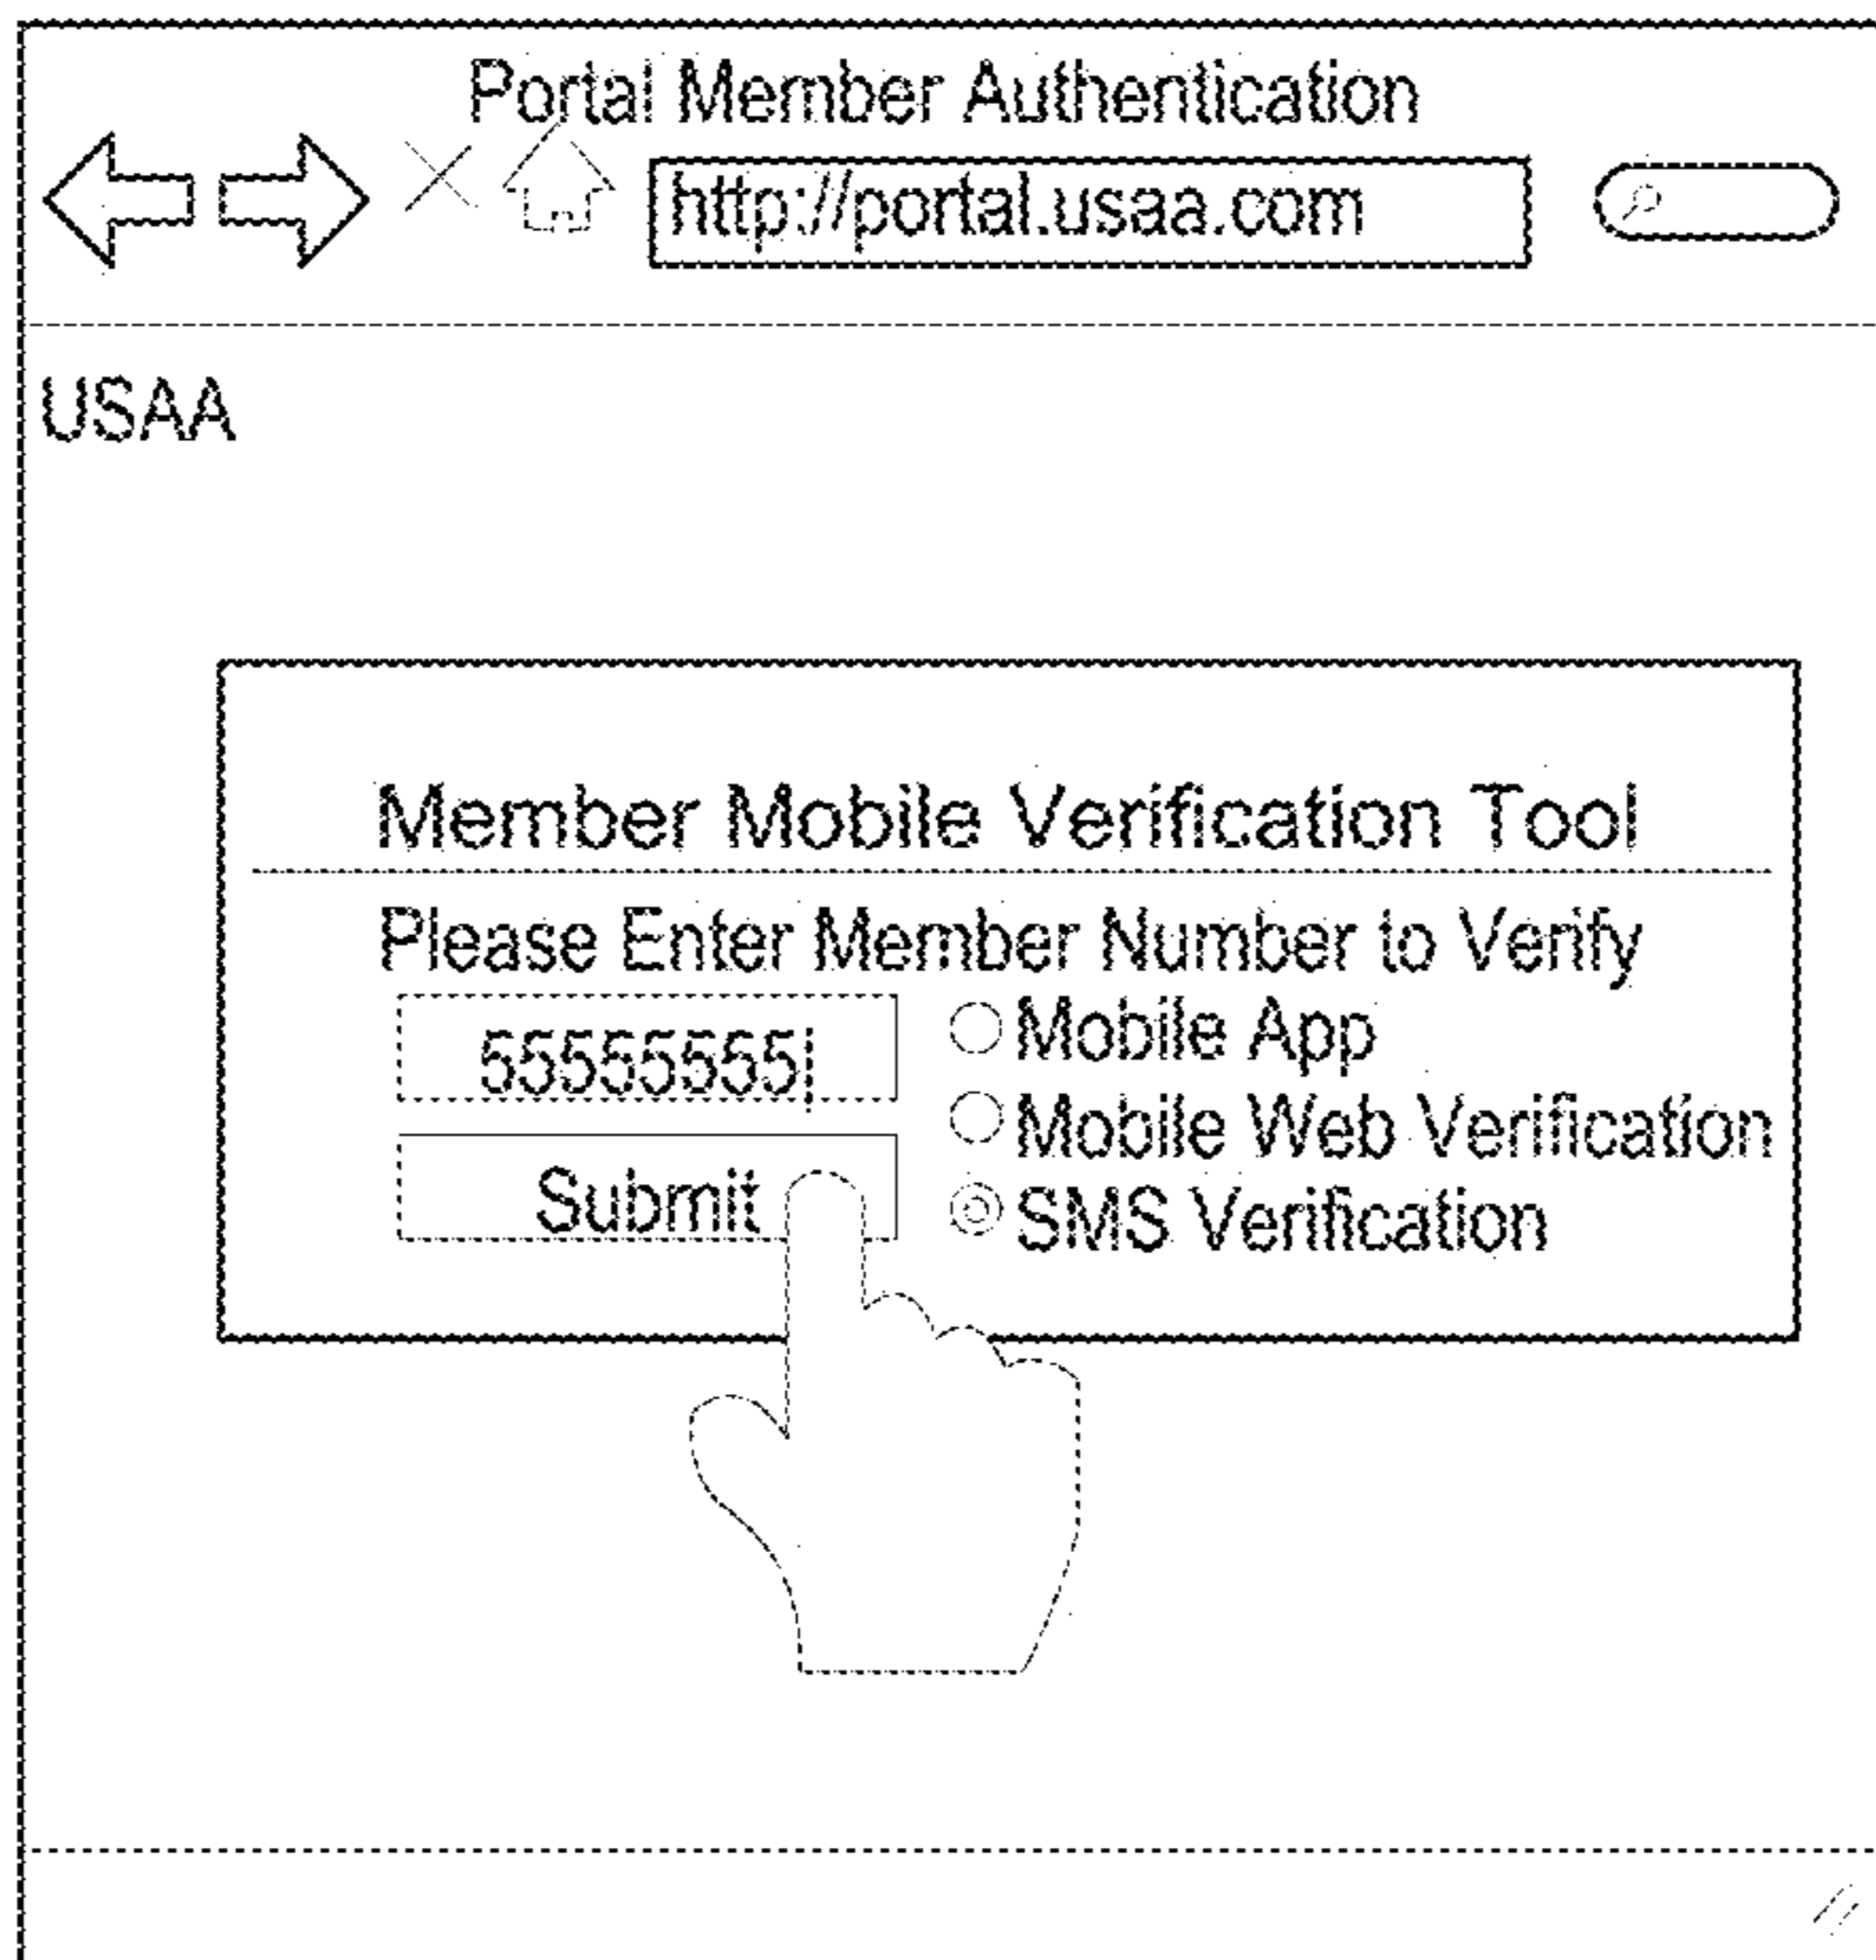 Portal Member Authentication
http://portal.usaa.com
USAA
Member Mobile Verification Tool
Please Enter Member Number to Verify
55555555
Mobile App
Mobile Web Verification
Submit
SMS Verification